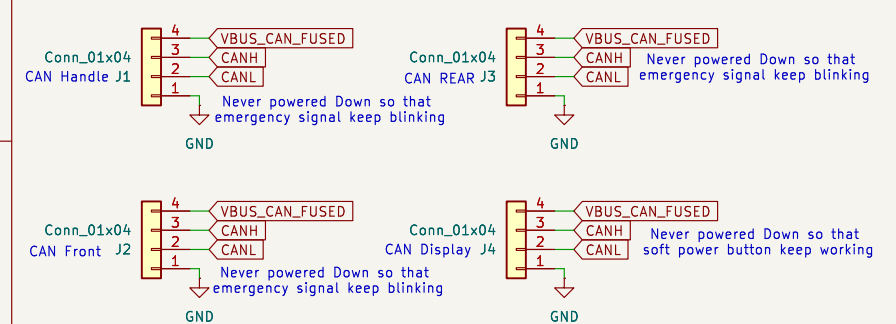 4
VBUS_CAN_FUSED
Conn_01x04
3
CANH
CAN Handle J1
2
CANL
1
Never powered Down so that
emergency signal keep blinking
GND
4
VBUS_CAN_FUSED
Conn_01x04
3
CANH
CAN REAR J3
2
CANL
1
Never powered Down so that
emergency signal keep blinking
GND
4
VBUS_CAN_FUSED
Conn_01x04
3
CANH
CAN Front J2
2
CANL
1
Never powered Down so that
emergency signal keep blinking
GND
4
VBUS_CAN_FUSED
Conn_01x04
3
CANH
CAN Display J4
2
CANL
1
Never powered Down so that
soft power button keep working
GND